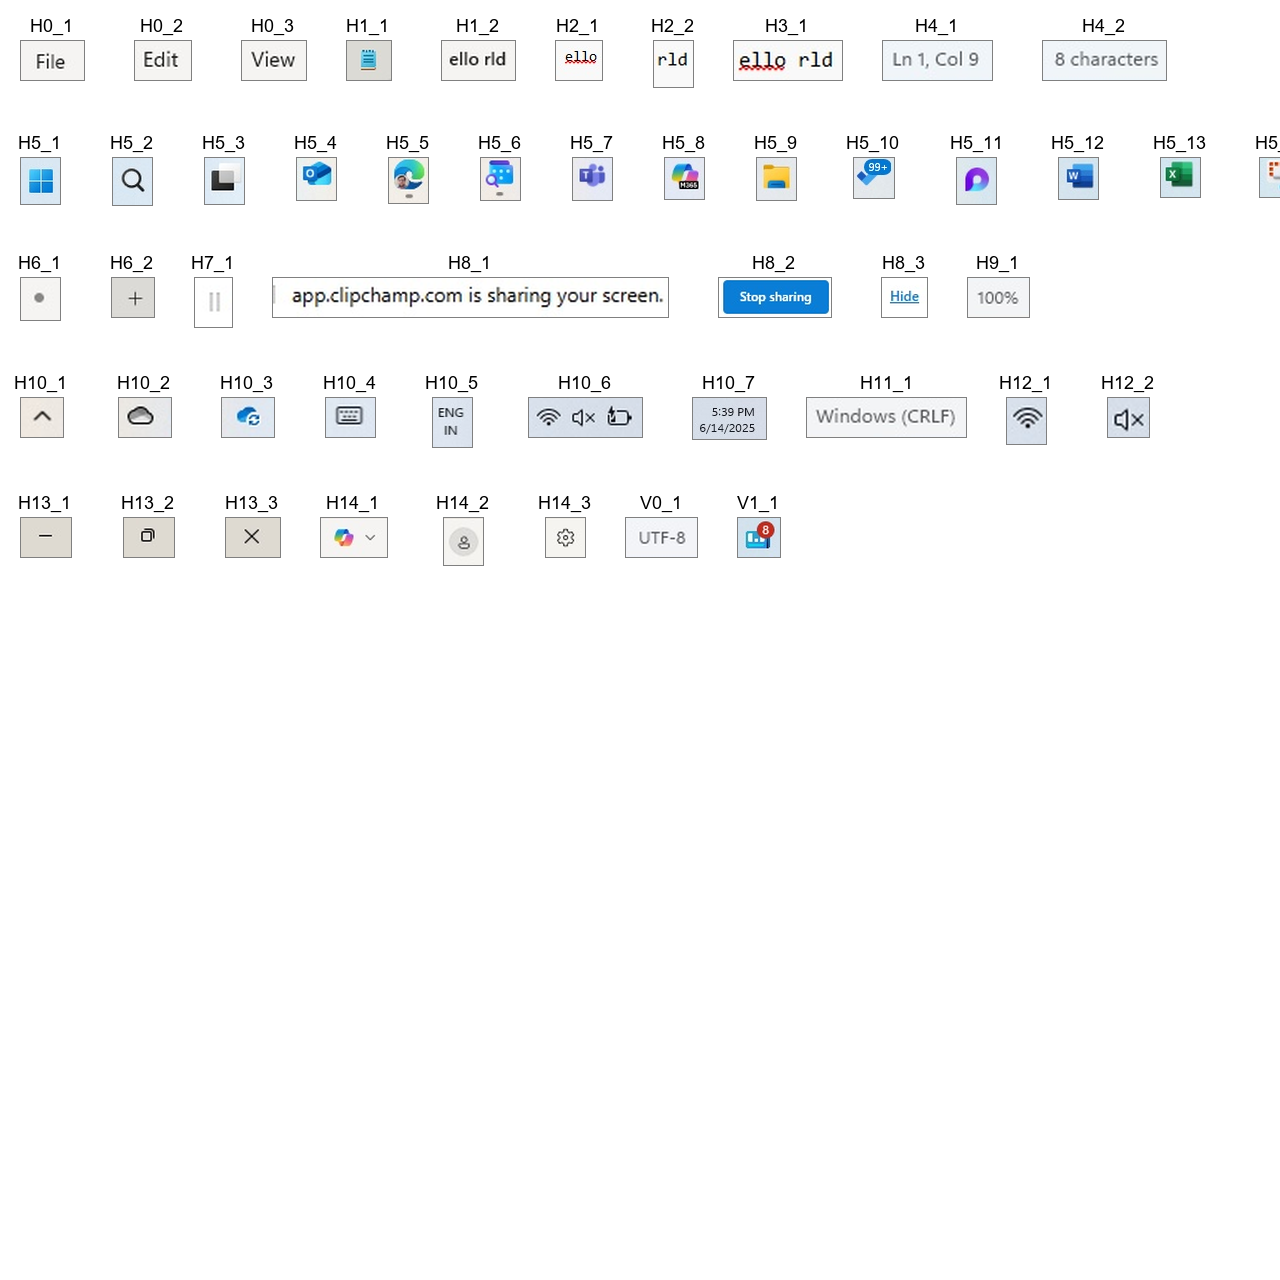 H0_1 H0_2 H0_3 H1_1 H1_2 H2_1 H2_2 H3_1 H4_1 H4_2
File Edit View ello rld ello rld ello rld Ln 1, Col 9 8 characters
H5_1 H5_2 H5_3 H5_4 H5_5 H5_6 H5_7 H5_8 H5_9 H5_10 H5_11 H5_12 H5_13 H5_
M365 99+ W X
H6_1 H6_2 H7_1 H8_1 H8_2 H8_3 H9_1
app.clipchamp.com is sharing your screen. Stop sharing Hide 100%
H10_1 H10_2 H10_3 H10_4 H10_5 H10_6 H10_7 H11_1 H12_1 H12_2
ENG
IN
5:39 PM
6/14/2025
Windows (CRLF)
H13_1 H13_2 H13_3 H14_1 H14_2 H14_3 V0_1 V1_1
UTF-8 8